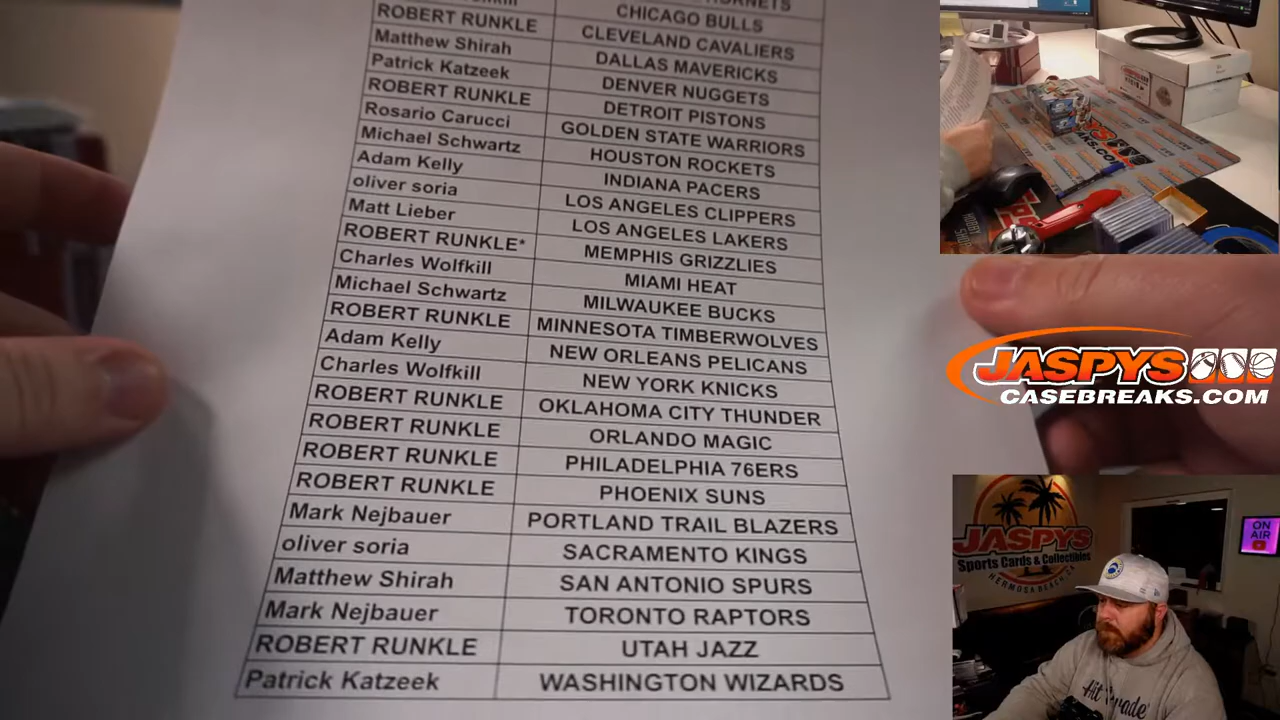 CHICAGO BULLS
ROBERT RUNKLE CLEVELAND CAVALIERS
Matthew Shirah DALLAS MAVERICKS
Patrick Katzeek DENVER NUGGETS
ROBERT RUNKLE DETROIT PISTONS
Rosario Carucci GOLDEN STATE WARRIORS
Michael Schwartz HOUSTON ROCKETS
Adam Kelly INDIANA PACERS
oliver soria LOS ANGELES CLIPPERS
Matt Lieber LOS ANGELES LAKERS
ROBERT RUNKLE* MEMPHIS GRIZZLIES
Charles Wolfkill MIAMI HEAT
Michael Schwartz MILWAUKEE BUCKS
ROBERT RUNKLE MINNESOTA TIMBERWOLVES
Adam Kelly NEW ORLEANS PELICANS
Charles Wolfkill NEW YORK KNICKS
ROBERT RUNKLE OKLAHOMA CITY THUNDER
ROBERT RUNKLE ORLANDO MAGIC
ROBERT RUNKLE PHILADELPHIA 76ERS
ROBERT RUNKLE PHOENIX SUNS
Mark Nejbauer PORTLAND TRAIL BLAZERS
oliver soria SACRAMENTO KINGS
Matthew Shirah SAN ANTONIO SPURS
Mark Nejbauer TORONTO RAPTORS
ROBERT RUNKLE UTAH JAZZ
Patrick Katzeek WASHINGTON WIZARDS
JASPYS
CASEBREAKS.COM
JASPYS
Sports Cards & Collectibles
HERMOSA BEACH, CA
ON
AIR